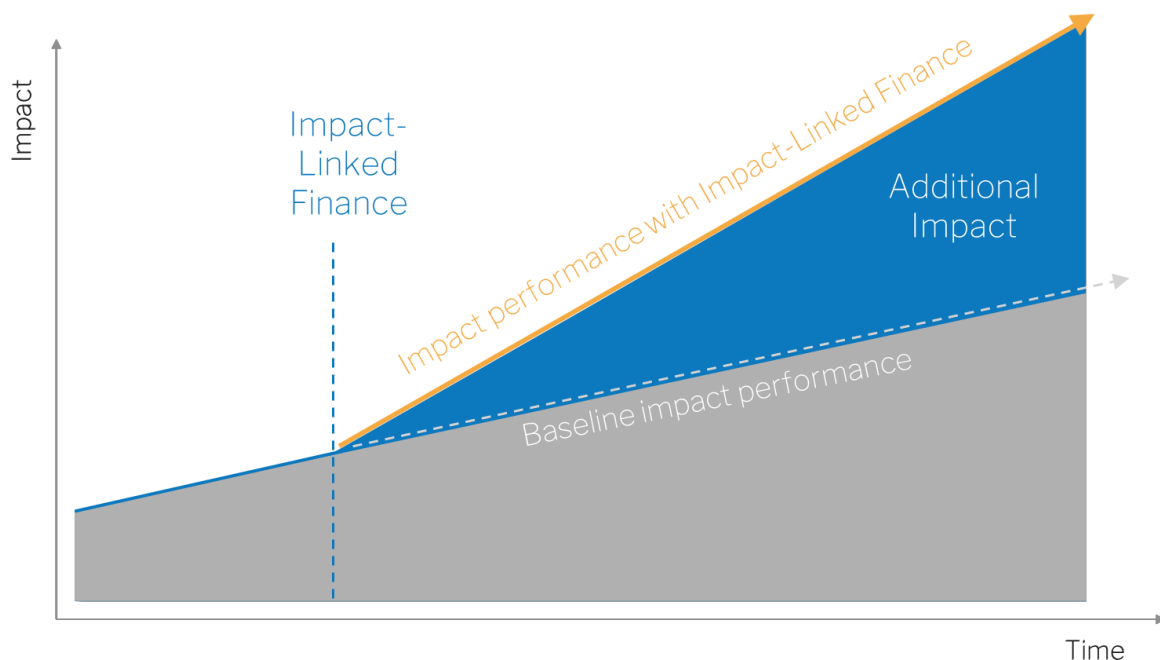 Impact
Impact-
Linked
Finance
Impact performance with Impact-Linked Finance
Additional
Impact
Baseline impact performance
Time